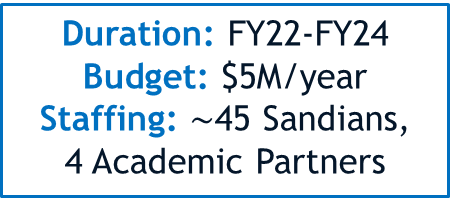 Duration: FY22-FY24
Budget: $5M/year
Staffing: ~45 Sandians,
4 Academic Partners